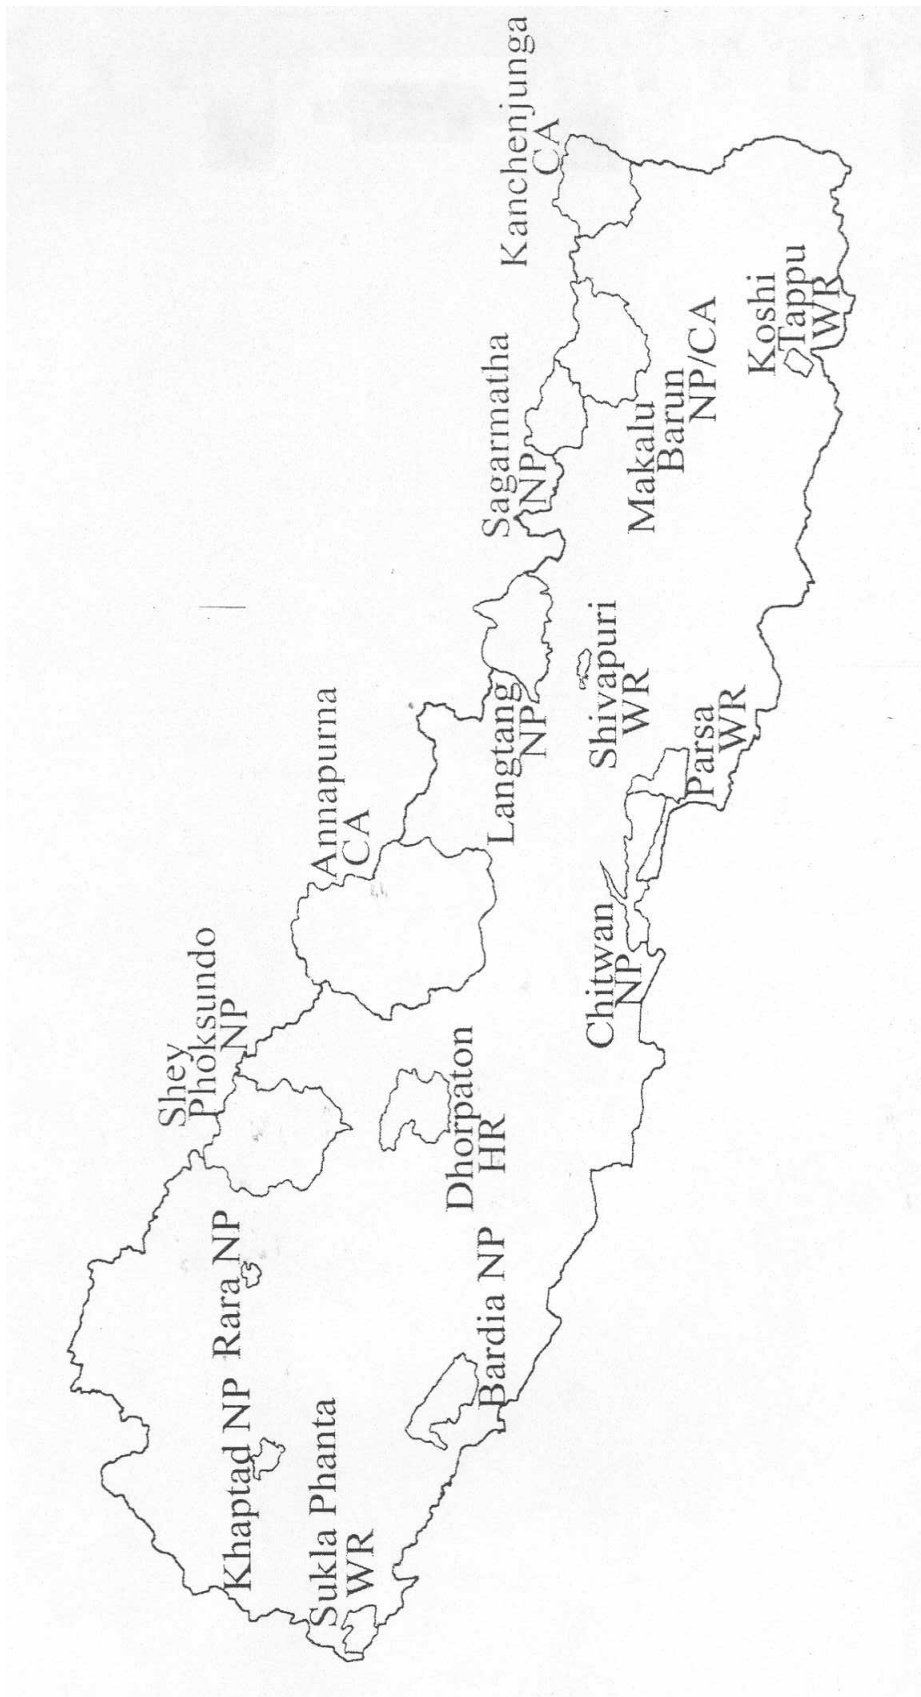 Kanchenjunga
CA
Sagarmatha
NP
Makalu
Barun
NP/CA
Koshi
Tappu
WR
Annapurna
CA
Langtang
NP
Shivapuri
WR
Parsa
WR
Chitwan
NP
Shey
Phoksundo
NP
Dhorpaton
HR
Rara NP
Bardia NP
Khaptad NP
Sukla Phanta
WR